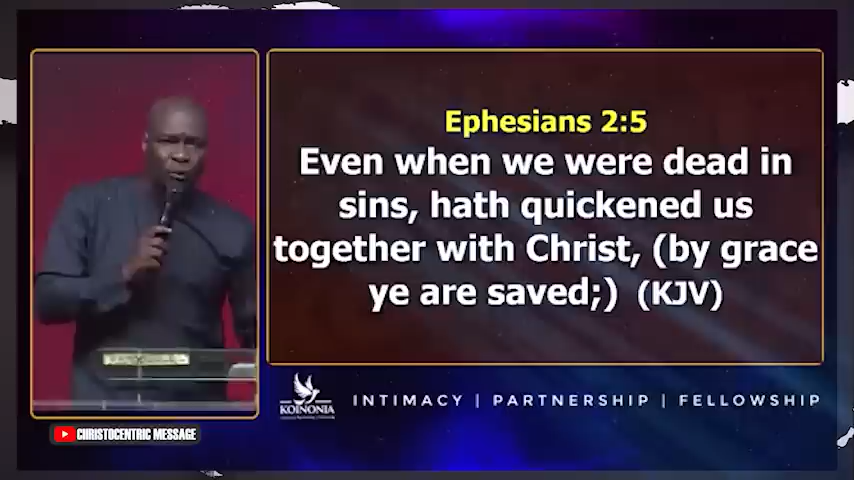 Ephesians 2:5
Even when we were dead in
sins, hath quickened us
together with Christ, (by grace
ye are saved;) (KJV)
KOINONIA
INTIMACY | PARTNERSHIP | FELLOWSHIP
CHRISTOCENTRIC MESSAGE